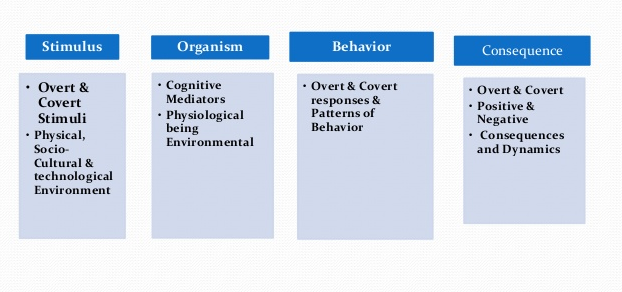 Stimulus
• Overt &
Covert
Stimuli
• Physical,
Socio-
Cultural &
technological
Environment
Organism
• Cognitive
Mediators
• Physiological
being
Environmental
Behavior
• Overt & Covert
responses &
Patterns of
Behavior
Consequence
• Overt & Covert
• Positive &
Negative
• Consequences
and Dynamics